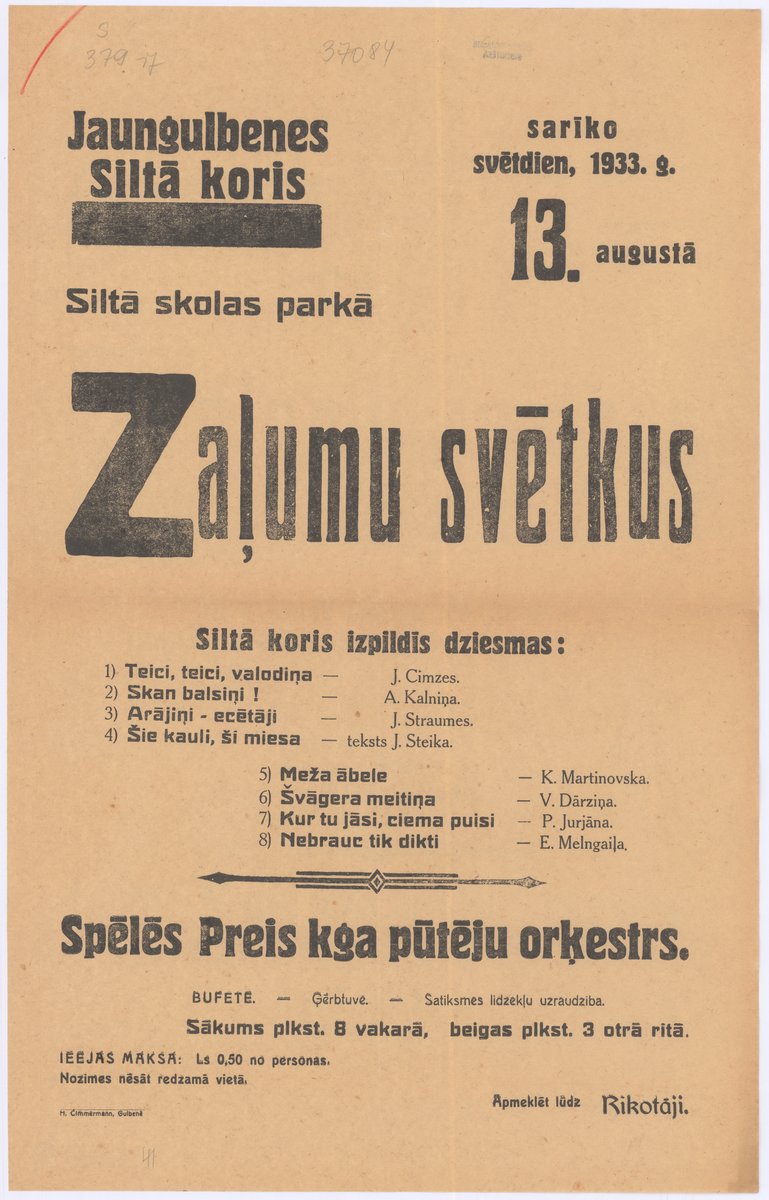 S
379 17
37084
Jaungulbenes
Siltā koris
sarīko
svētdien, 1933. g.
13. augustā
Siltā skolas parkā
Zaļumu svētkus
Siltā koris izpildīs dziesmas:
1) Teici, teici, valodiņa — J. Cimzes.
2) Skan balsiņi ! — A. Kalniņa.
3) Arājiņi - ecētāji — J. Straumes.
4) Šie kauli, šī miesa — teksts J. Steika.
5) Meža ābele — K. Martinovska.
6) Švāgera meitiņa — V. Dārziņa.
7) Kur tu jāsi, ciema puisi — P. Jurjāna.
8) Nebrauc tik dikti — E. Melngaiļa.
Spēlēs Preis kga pūtēju orķestrs.
BUFETE. — Ģērbtuve. — Satiksmes līdzekļu uzraudzība.
Sākums plkst. 8 vakarā, beigas plkst. 3 otrā rītā.
IEEJAS MAKSA: Ls 0,50 no personas.
Nozīmes nēsāt redzamā vietā.
Apmeklēt lūdz Rīkotāji.
H. Cimmermann, Gulbenē
41